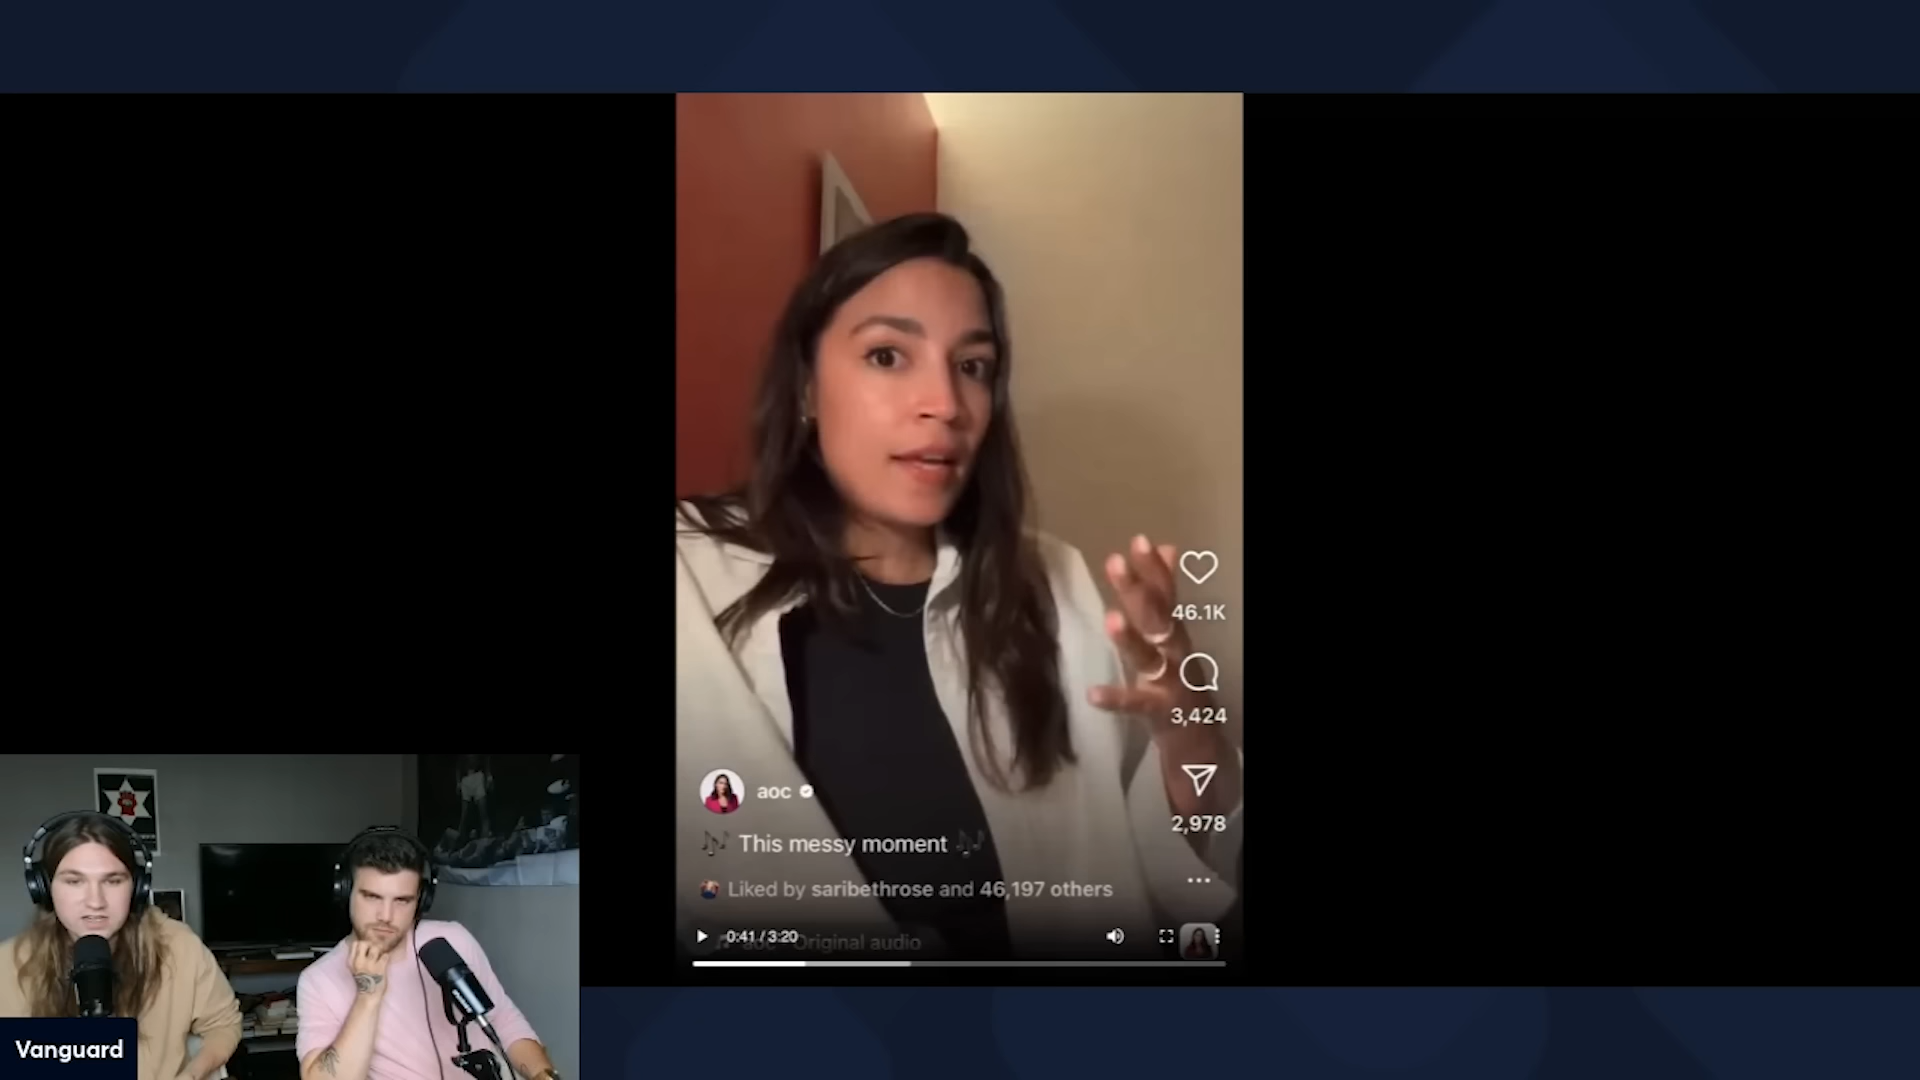 46.1K
3,424
aoc
2,978
This messy moment
Liked by saribethrose and 46,197 others
0:41 / 3:20
aoc Original audio
Vanguard